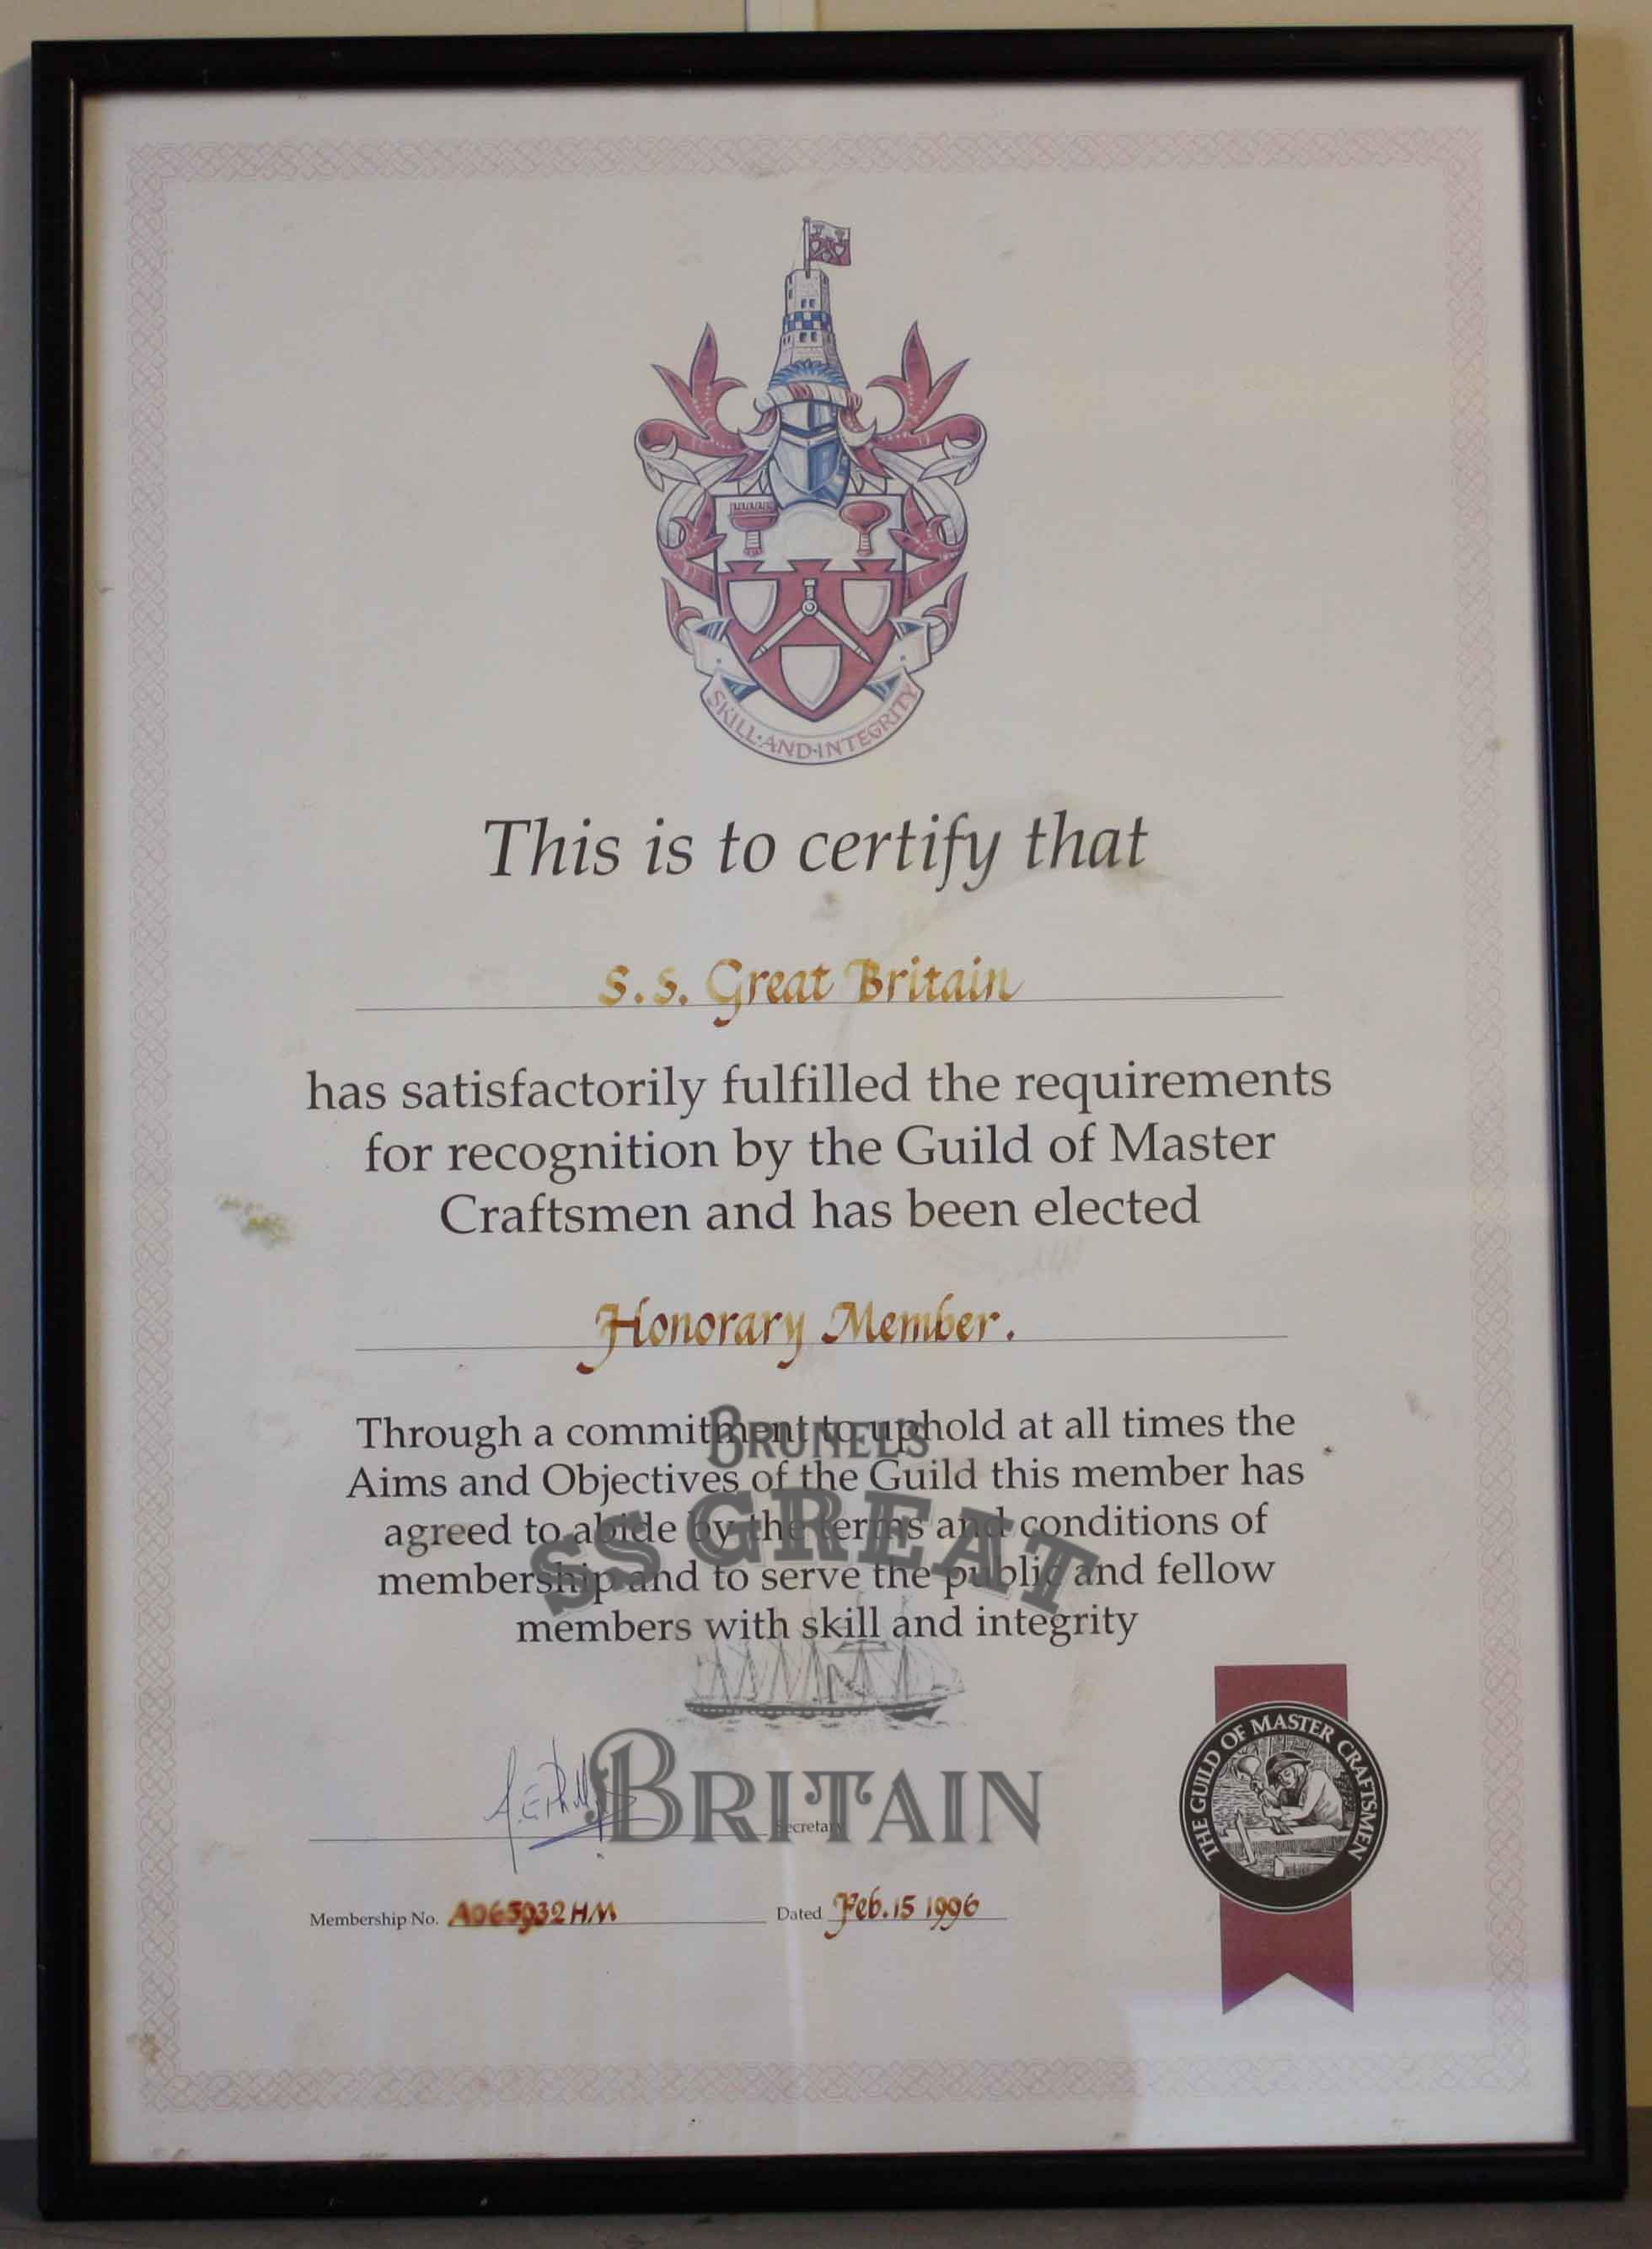 SKILL·AND·INTEGRITY
This is to certify that
S.S. Great Britain
has satisfactorily fulfilled the requirements
for recognition by the Guild of Master
Craftsmen and has been elected
Honorary Member.
Through a commitment to uphold at all times the
Aims and Objectives of the Guild this member has
agreed to abide by the terms and conditions of
membership and to serve the public and fellow
members with skill and integrity
BRUNEL'S
SS GREAT
BRITAIN
Secretary
THE GUILD OF MASTER CRAFTSMEN
Membership No. A065932HM
Dated Feb. 15 1996